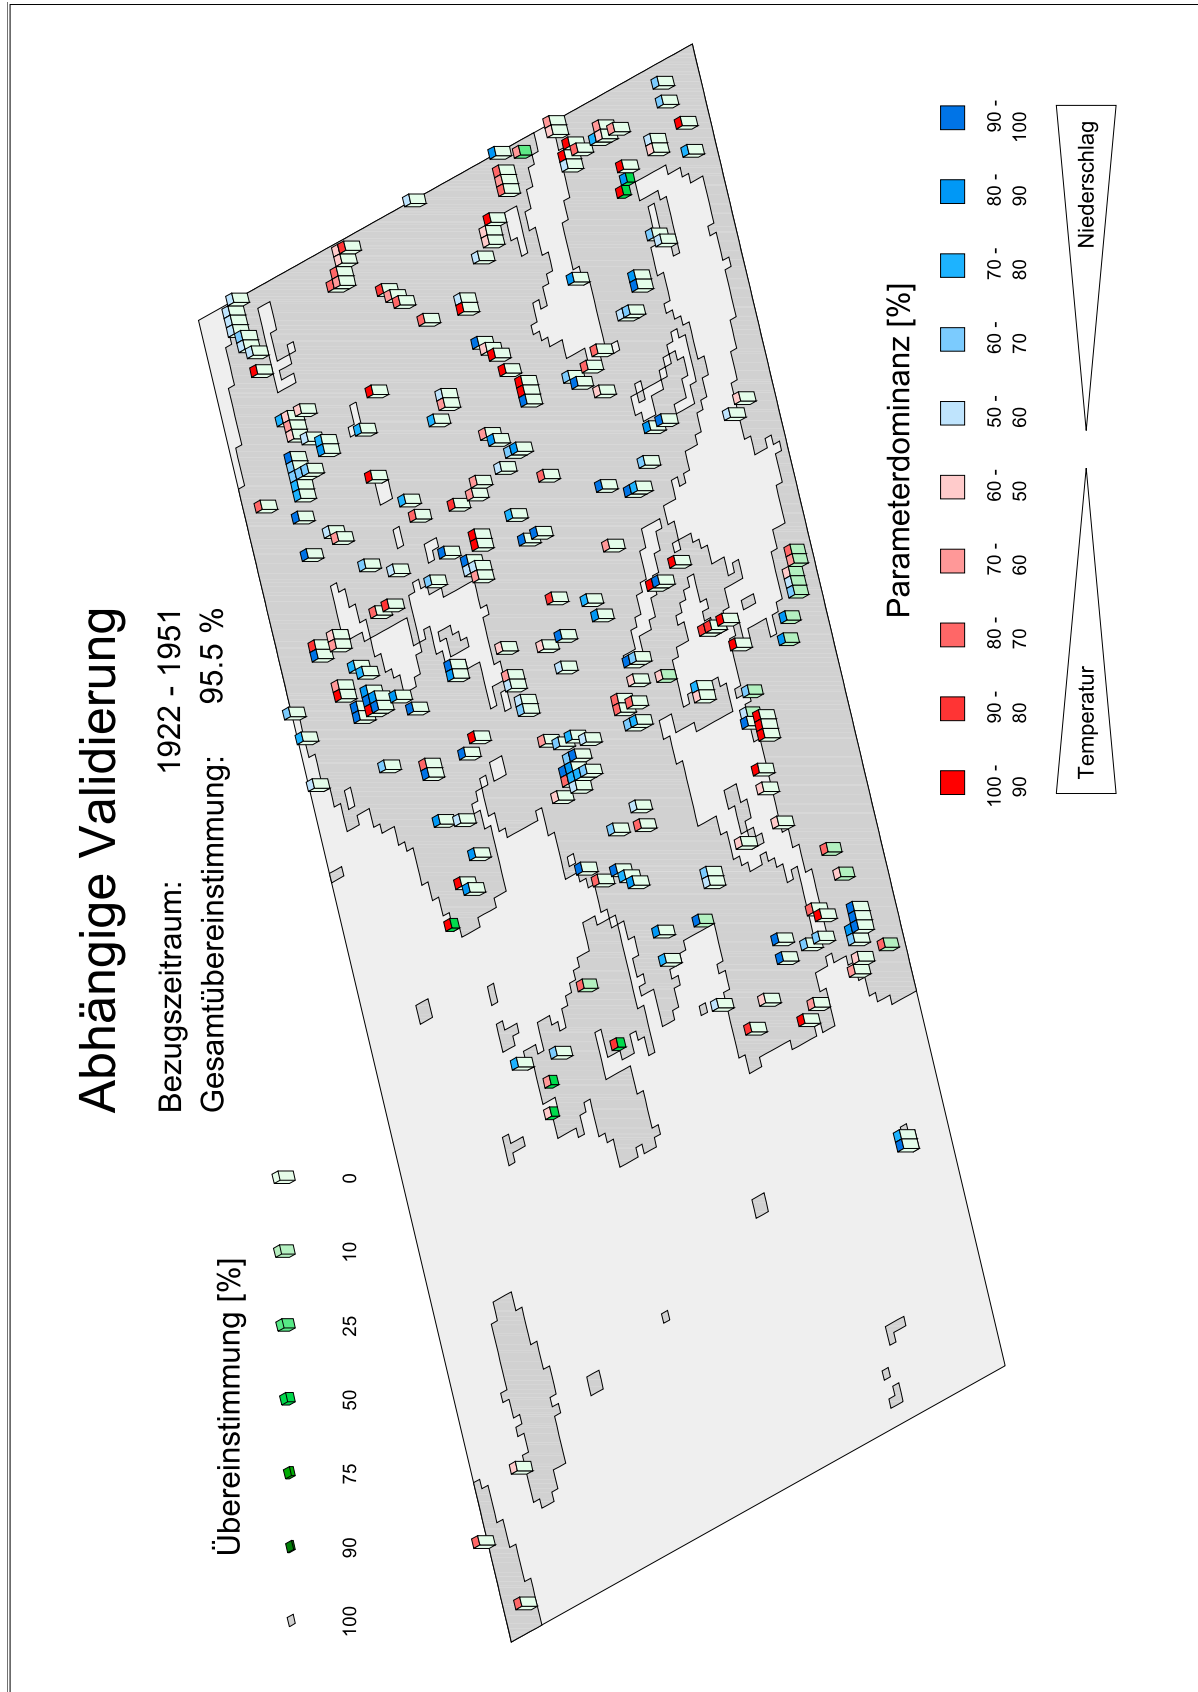 Abhängige Validierung
Bezugszeitraum: 1922 - 1951
Gesamtübereinstimmung: 95.5 %
Übereinstimmung [%]
100 90 75 50 25 10 0
Parameterdominanz [%]
100 - 90
90 - 80
80 - 70
70 - 60
60 - 50
50 - 60
60 - 70
70 - 80
80 - 90
90 - 100
Temperatur
Niederschlag